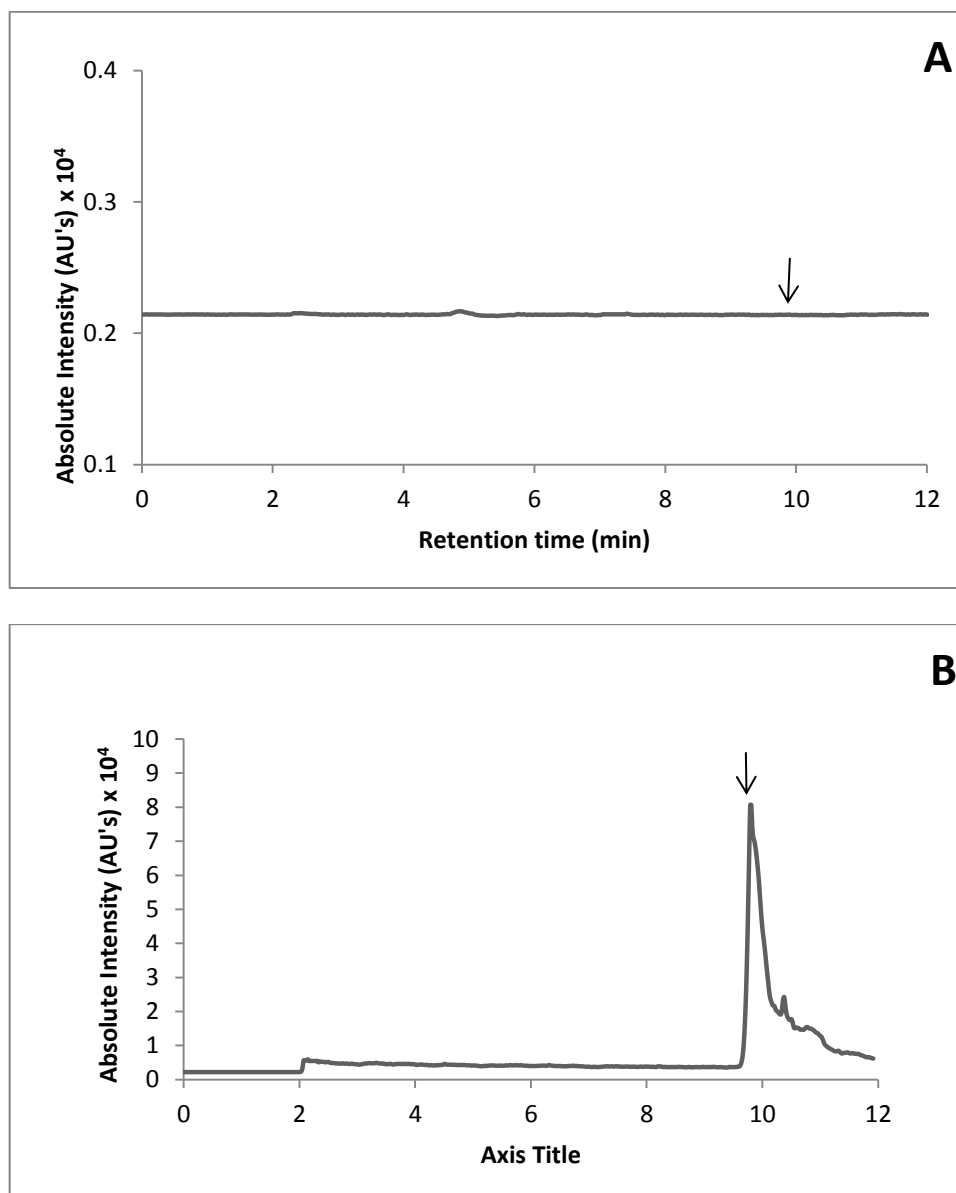 A
Absolute Intensity (AU's) x 10⁴
0.4
0.3
0.2
0.1
0 2 4 6 8 10 12
Retention time (min)
B
Absolute Intensity (AU's) x 10⁴
10
9
8
7
6
5
4
3
2
1
0
0 2 4 6 8 10 12
Axis Title